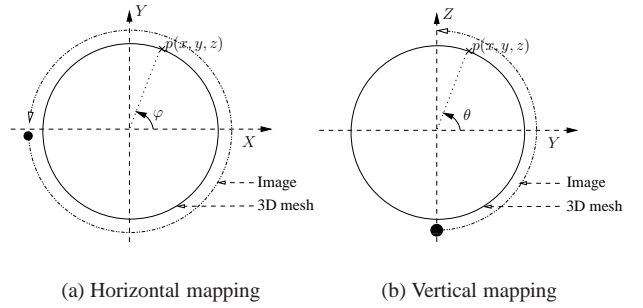 Y
p(x, y, z)
φ
X
Image
3D mesh
(a) Horizontal mapping
Z
p(x, y, z)
θ
Y
Image
3D mesh
(b) Vertical mapping